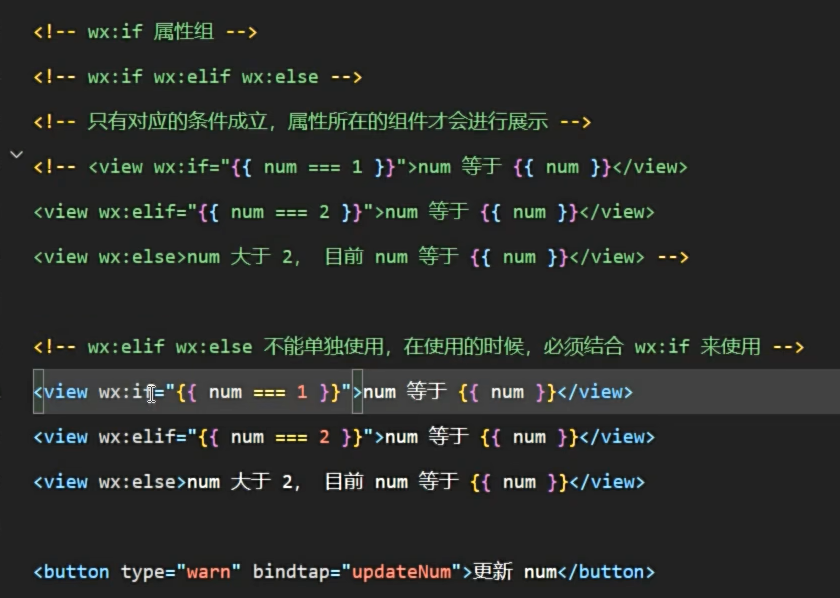 <!-- wx:if 属性组 -->
<!-- wx:if wx:elif wx:else -->
<!-- 只有对应的条件成立，属性所在的组件才会进行展示 -->
<!-- <view wx:if="{{ num === 1 }}">num 等于 {{ num }}</view>
<view wx:elif="{{ num === 2 }}">num 等于 {{ num }}</view>
<view wx:else>num 大于 2， 目前 num 等于 {{ num }}</view> -->
<!-- wx:elif wx:else 不能单独使用，在使用的时候，必须结合 wx:if 来使用 -->
<view wx:if="{{ num === 1 }}">num 等于 {{ num }}</view>
<view wx:elif="{{ num === 2 }}">num 等于 {{ num }}</view>
<view wx:else>num 大于 2， 目前 num 等于 {{ num }}</view>
<button type="warn" bindtap="updateNum">更新 num</button>